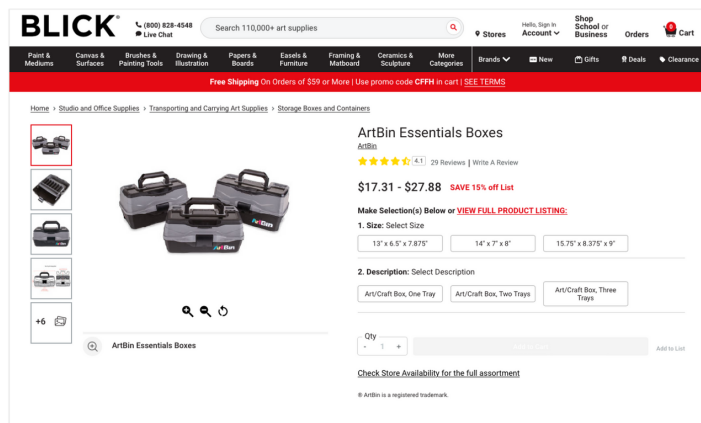 BLICK®
(800) 828-4548
Live Chat
Search 110,000+ art supplies
Stores
Hello, Sign In
Account
Shop
School or
Business
Orders
0
Cart
Paint &
Mediums
Canvas &
Surfaces
Brushes &
Painting Tools
Drawing &
Illustration
Papers &
Boards
Easels &
Furniture
Framing &
Matboard
Ceramics &
Sculpture
More
Categories
Brands
New
Gifts
Deals
Clearance
Free Shipping On Orders of $59 or More | Use promo code CFFH in cart | SEE TERMS
Home > Studio and Office Supplies > Transporting and Carrying Art Supplies > Storage Boxes and Containers
ArtBin Essentials Boxes
ArtBin
4.1 29 Reviews | Write A Review
$17.31 - $27.88 SAVE 15% off List
Make Selection(s) Below or VIEW FULL PRODUCT LISTING:
1. Size: Select Size
13" x 6.5" x 7.875"
14" x 7" x 8"
15.75" x 8.375" x 9"
2. Description: Select Description
Art/Craft Box, One Tray
Art/Craft Box, Two Trays
Art/Craft Box, Three
Trays
ArtBin
ArtBin
+6
ArtBin Essentials Boxes
Qty
- 1 +
Add to Cart
Add to List
Check Store Availability for the full assortment
® ArtBin is a registered trademark.